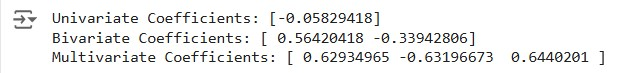 Univariate Coefficients: [-0.05829418]
Bivariate Coefficients: [ 0.56420418 -0.33942806]
Multivariate Coefficients: [ 0.62934965 -0.63196673  0.6440201 ]